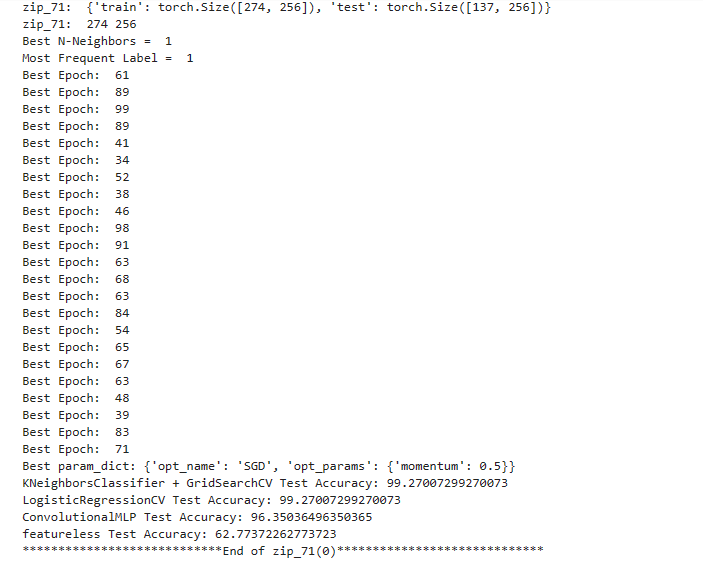 zip_71:  {'train': torch.Size([274, 256]), 'test': torch.Size([137, 256])}
zip_71:  274 256
Best N-Neighbors =  1
Most Frequent Label =  1
Best Epoch:  61
Best Epoch:  89
Best Epoch:  99
Best Epoch:  89
Best Epoch:  41
Best Epoch:  34
Best Epoch:  52
Best Epoch:  38
Best Epoch:  46
Best Epoch:  98
Best Epoch:  91
Best Epoch:  63
Best Epoch:  68
Best Epoch:  63
Best Epoch:  84
Best Epoch:  54
Best Epoch:  65
Best Epoch:  67
Best Epoch:  63
Best Epoch:  48
Best Epoch:  39
Best Epoch:  83
Best Epoch:  71
Best param_dict: {'opt_name': 'SGD', 'opt_params': {'momentum': 0.5}}
KNeighborsClassifier + GridSearchCV Test Accuracy: 99.27007299270073
LogisticRegressionCV Test Accuracy: 99.27007299270073
ConvolutionalMLP Test Accuracy: 96.35036496350365
featureless Test Accuracy: 62.77372262773723
****************************End of zip_71(0)*****************************